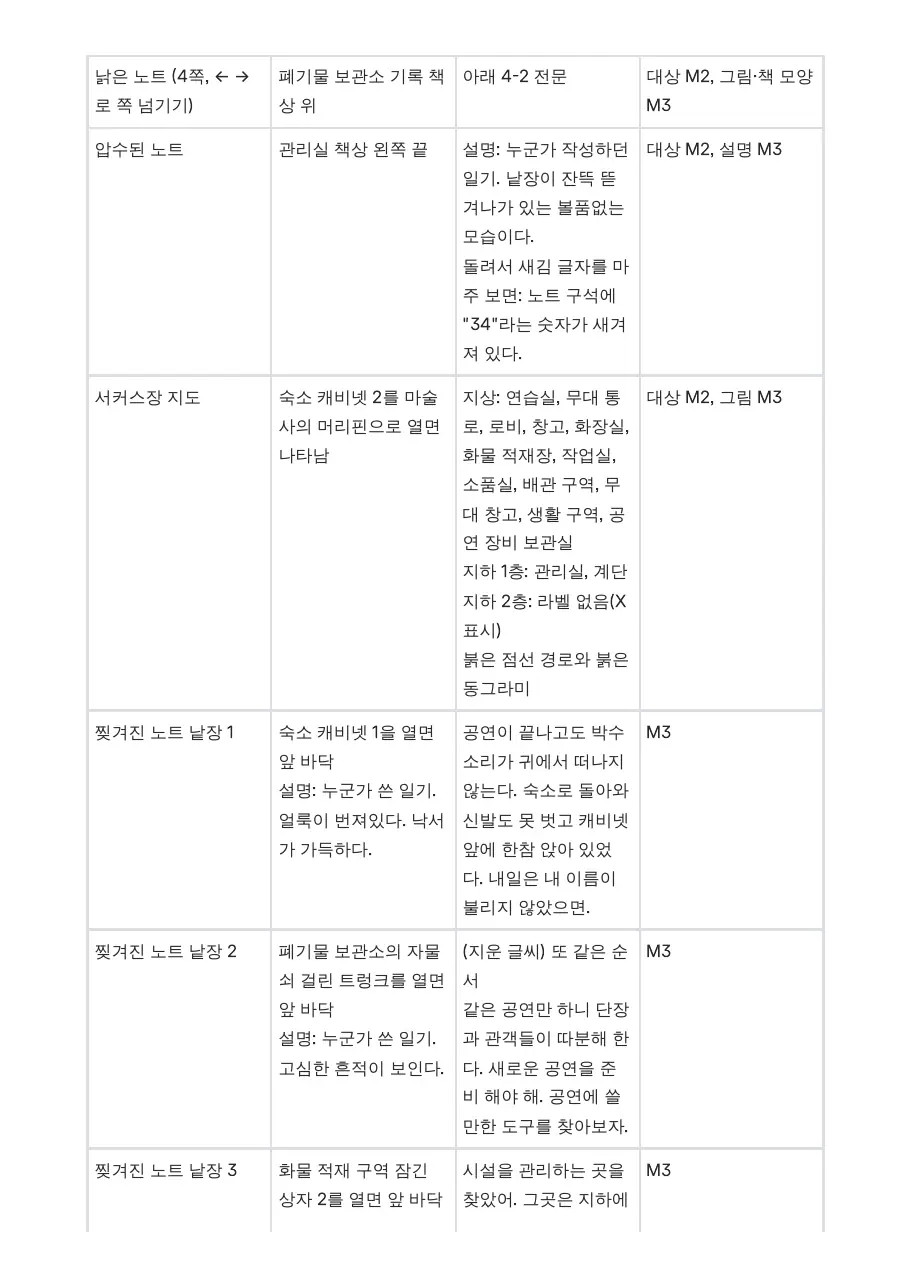 낡은 노트 (4쪽, ← →
로 쪽 넘기기)
폐기물 보관소 기록 책
상 위
아래 4-2 전문
대상 M2, 그림·책 모양
M3
압수된 노트
관리실 책상 왼쪽 끝
설명: 누군가 작성하던
일기. 낱장이 잔뜩 뜯
겨나가 있는 볼품없는
모습이다.
돌려서 새김 글자를 마
주 보면: 노트 구석에
"34"라는 숫자가 새겨
져 있다.
대상 M2, 설명 M3
서커스장 지도
숙소 캐비넷 2를 마술
사의 머리핀으로 열면
나타남
지상: 연습실, 무대 통
로, 로비, 창고, 화장실,
화물 적재장, 작업실,
소품실, 배관 구역, 무
대 창고, 생활 구역, 공
연 장비 보관실
지하 1층: 관리실, 계단
지하 2층: 라벨 없음(X
표시)
붉은 점선 경로와 붉은
동그라미
대상 M2, 그림 M3
찢겨진 노트 낱장 1
숙소 캐비넷 1을 열면
앞 바닥
설명: 누군가 쓴 일기.
얼룩이 번져있다. 낙서
가 가득하다.
공연이 끝나고도 박수
소리가 귀에서 떠나지
않는다. 숙소로 돌아와
신발도 못 벗고 캐비넷
앞에 한참 앉아 있었
다. 내일은 내 이름이
불리지 않았으면.
M3
찢겨진 노트 낱장 2
폐기물 보관소의 자물
쇠 걸린 트렁크를 열면
앞 바닥
설명: 누군가 쓴 일기.
고심한 흔적이 보인다.
(지운 글씨) 또 같은 순
서
같은 공연만 하니 단장
과 관객들이 따분해 한
다. 새로운 공연을 준
비 해야 해. 공연에 쓸
만한 도구를 찾아보자.
M3
찢겨진 노트 낱장 3
화물 적재 구역 잠긴
상자 2를 열면 앞 바닥
시설을 관리하는 곳을
찾았어. 그곳은 지하에
M3